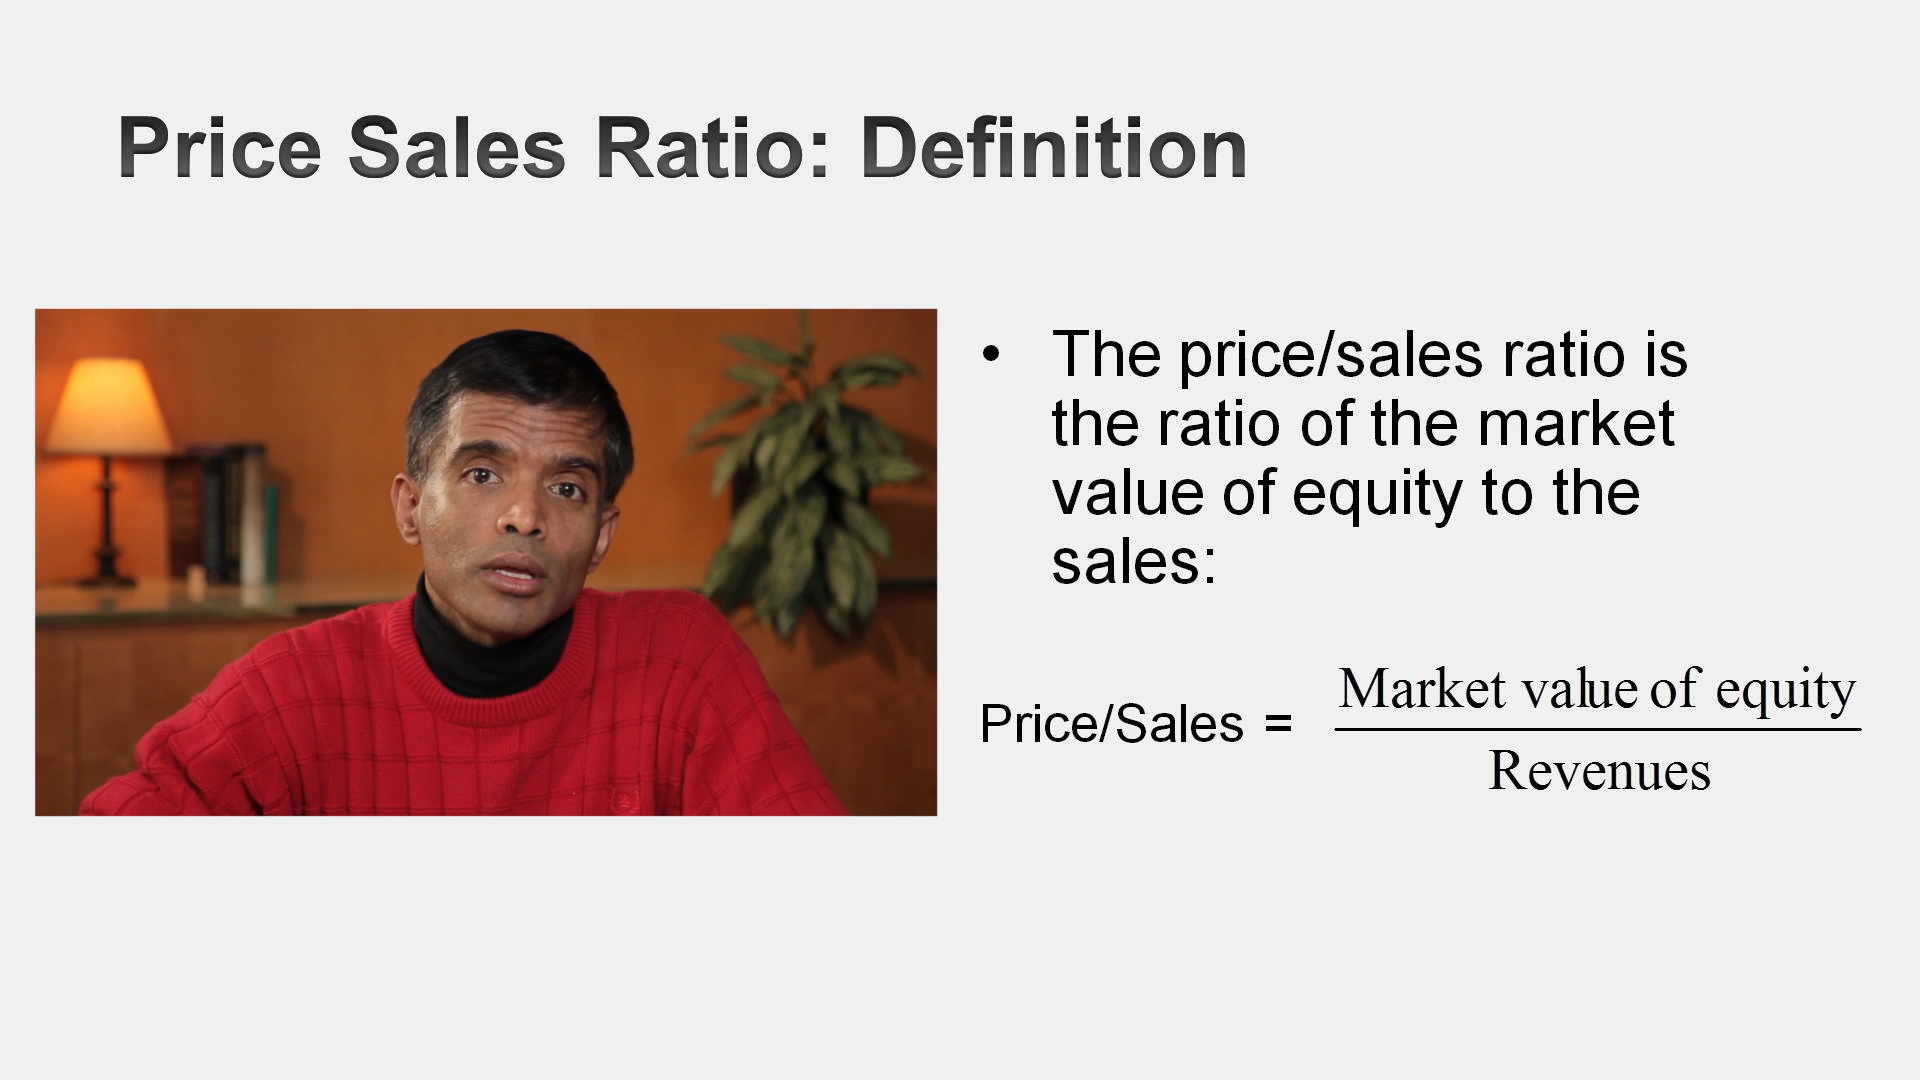 Price Sales Ratio: Definition
• The price/sales ratio is
the ratio of the market
value of equity to the
sales:
Price/Sales =
Market value of equity
Revenues